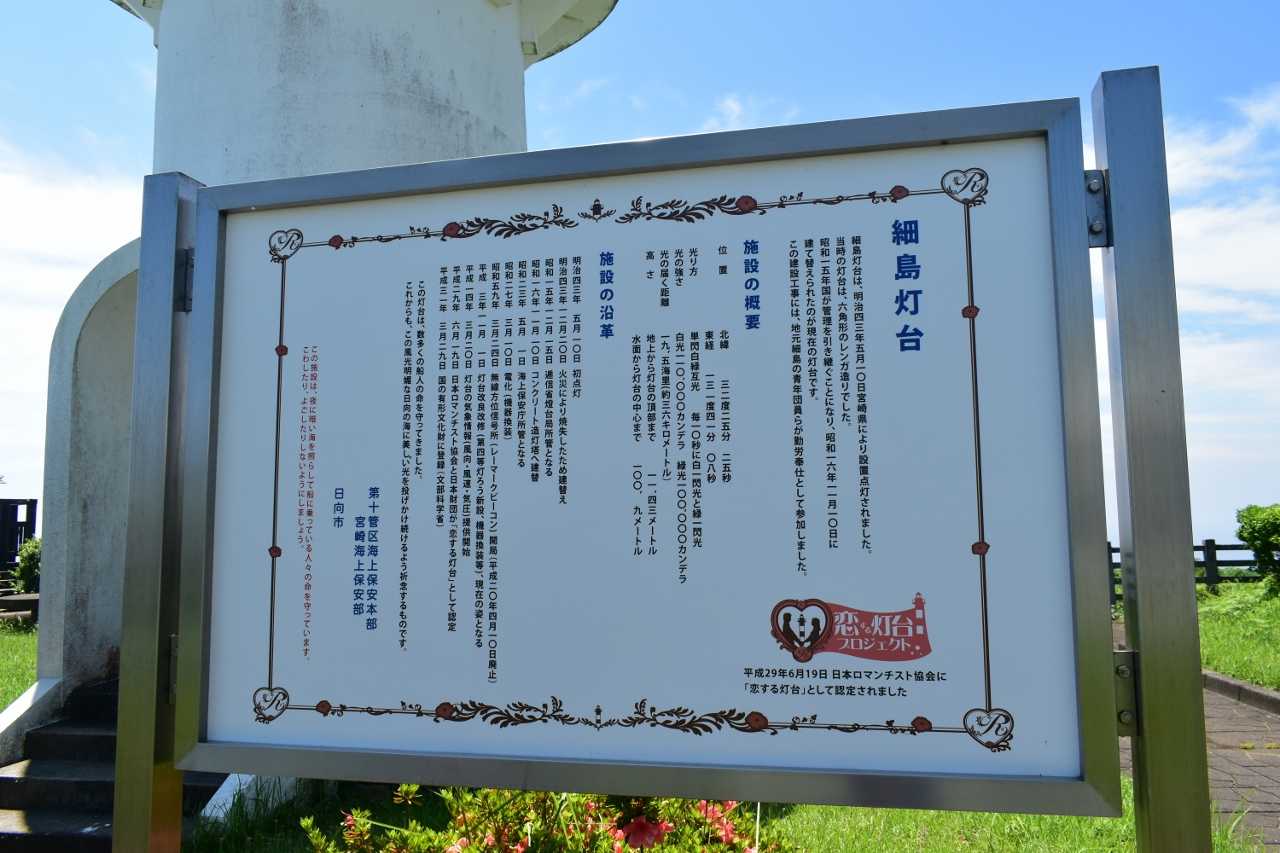 細島灯台
細島灯台は、明治四三年五月一〇日宮崎県により設置点灯されました。
当時の灯台は、六角形のレンガ造りでした。
昭和一五年国が管理を引き継ぐことになり、昭和一六年一一月一〇日に
建て替えられたのが現在の灯台です。
この建設工事には、地元細島の青年団員らが勤労奉仕として参加しました。
施設の概要
位置 北緯 三二度二五分 二五秒
東経 一三一度四一分 〇八秒
光り方 単閃白緑互光 毎一〇秒に白一閃光と緑一閃光
光の強さ 白光一一〇,〇〇〇カンデラ 緑光一〇〇,〇〇〇カンデラ
光の届く距離 一九.五海里(約三六キロメートル)
高さ 地上から灯台の頂部まで 一一.四三メートル
水面から灯台の中心まで 一〇〇.九メートル
施設の沿革
明治四三年 五月一〇日 初点灯
明治四三年一二月二〇日 火災により焼失したため建替え
昭和一五年一二月一五日 逓信省燈台局所管となる
昭和一六年一一月一〇日 コンクリート造灯塔へ建替
昭和二三年 五月 一日 海上保安庁所管となる
昭和二七年 三月一〇日 電化(機器換装)
昭和五九年 三月二四日 無線方位信号所(レーマークビーコン)開局(平成二〇年四月一〇日廃止)
平成 三年一一月 一日 灯台改良改修(第四等灯ろう新設、機器換装等)、現在の姿となる
平成一四年 三月二〇日 灯台の気象情報(風向・風速・気圧)提供開始
平成二九年 六月一九日 日本ロマンチスト協会と日本財団が「恋する灯台」として認定
平成三一年 三月二九日 国の有形文化財に登録(文部科学省)
この灯台は、数多くの船人の命を守ってきました。
これからも、この風光明媚な日向の海に美しい光を投げかけ続けるよう祈念するものです。
第十管区海上保安本部
宮崎海上保安部
日向市
この施設は、夜に暗い海を照らして船に乗っている人々の命を守っています。
こわしたり、よごしたりしないようにしましょう。
恋する灯台
プロジェクト
平成29年6月19日 日本ロマンチスト協会に
「恋する灯台」として認定されました
R
R
R
R